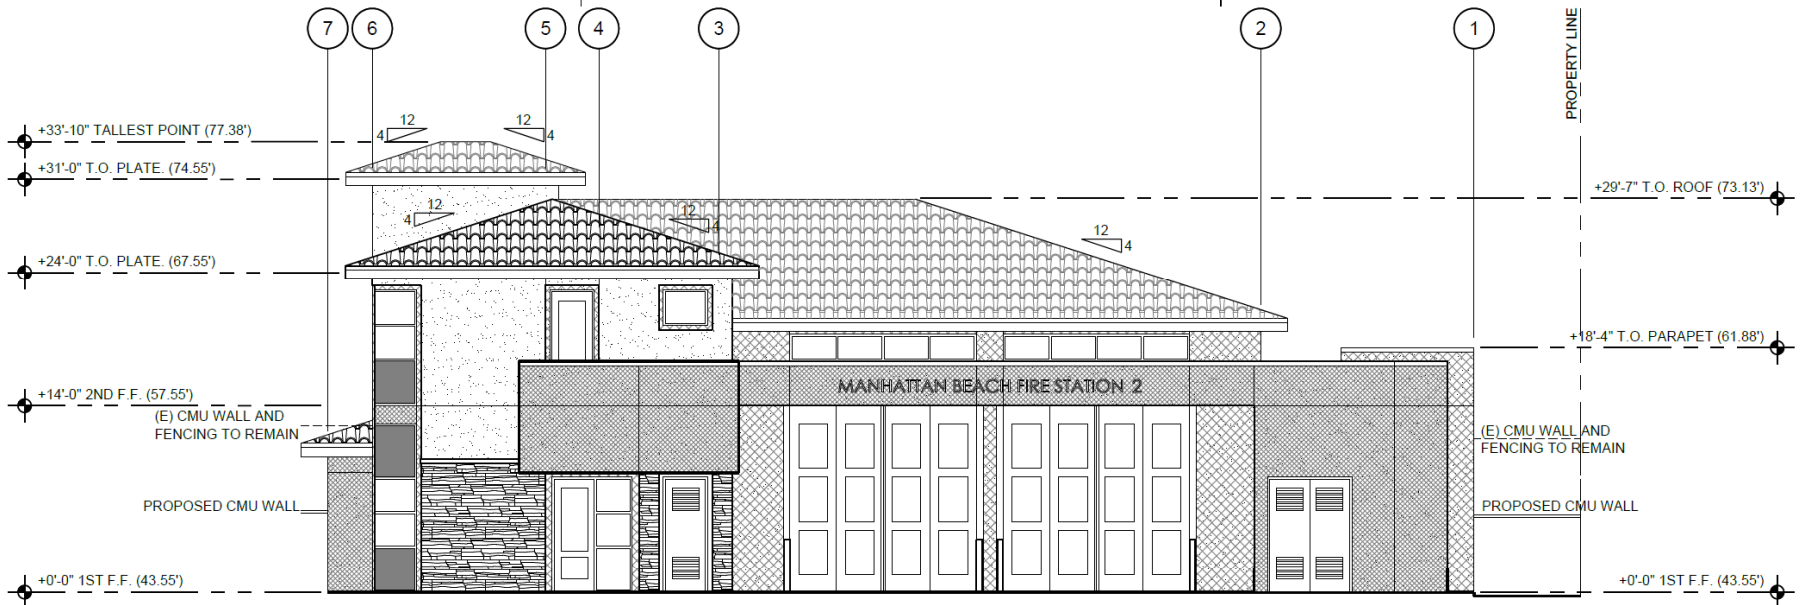 7 6 5 4 3 2 1
PROPERTY LINE
+33'-10" TALLEST POINT (77.38')
12
4
12
4
+31'-0" T.O. PLATE. (74.55')
+29'-7" T.O. ROOF (73.13')
12
4
12
4
12
4
+24'-0" T.O. PLATE. (67.55')
+18'-4" T.O. PARAPET (61.88')
MANHATTAN BEACH FIRE STATION 2
+14'-0" 2ND F.F. (57.55')
(E) CMU WALL AND
FENCING TO REMAIN
(E) CMU WALL AND
FENCING TO REMAIN
PROPOSED CMU WALL
PROPOSED CMU WALL
+0'-0" 1ST F.F. (43.55')
+0'-0" 1ST F.F. (43.55')